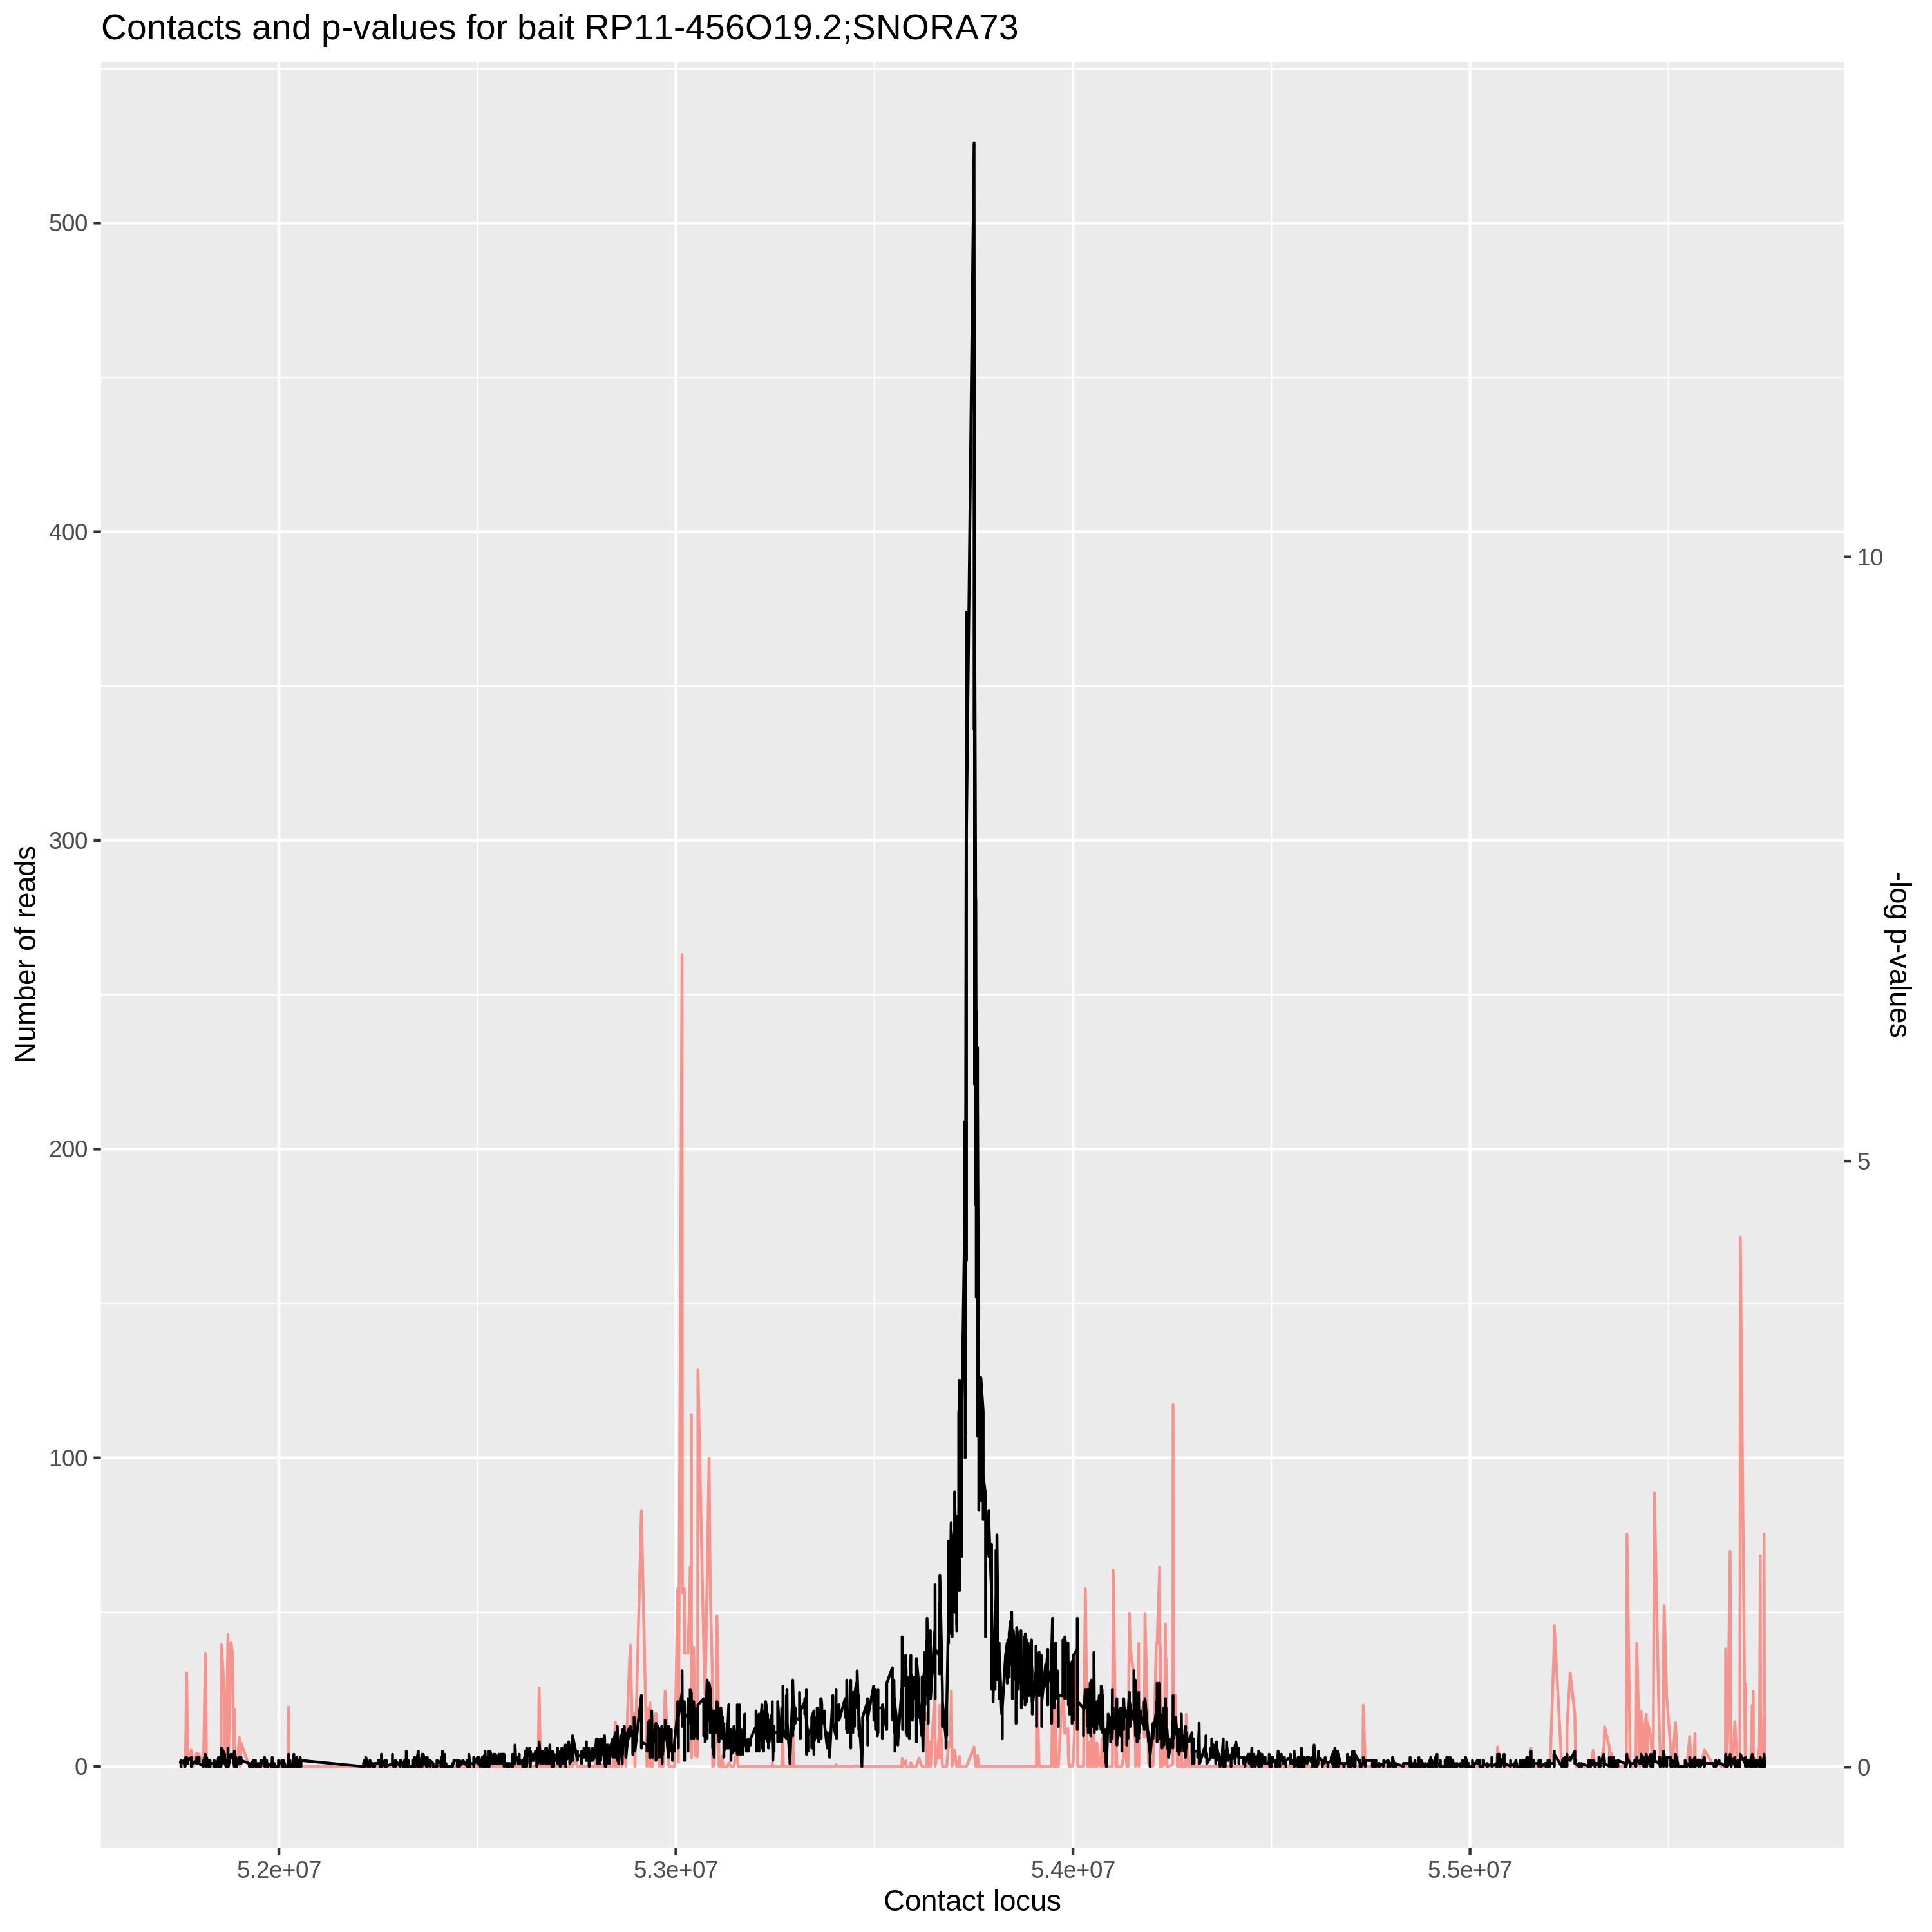 Contacts and p-values for bait RP11-456O19.2;SNORA73
500
400
300
200
100
0
Number of reads
10
5
0
-log p-values
5.2e+07
5.3e+07
5.4e+07
5.5e+07
Contact locus